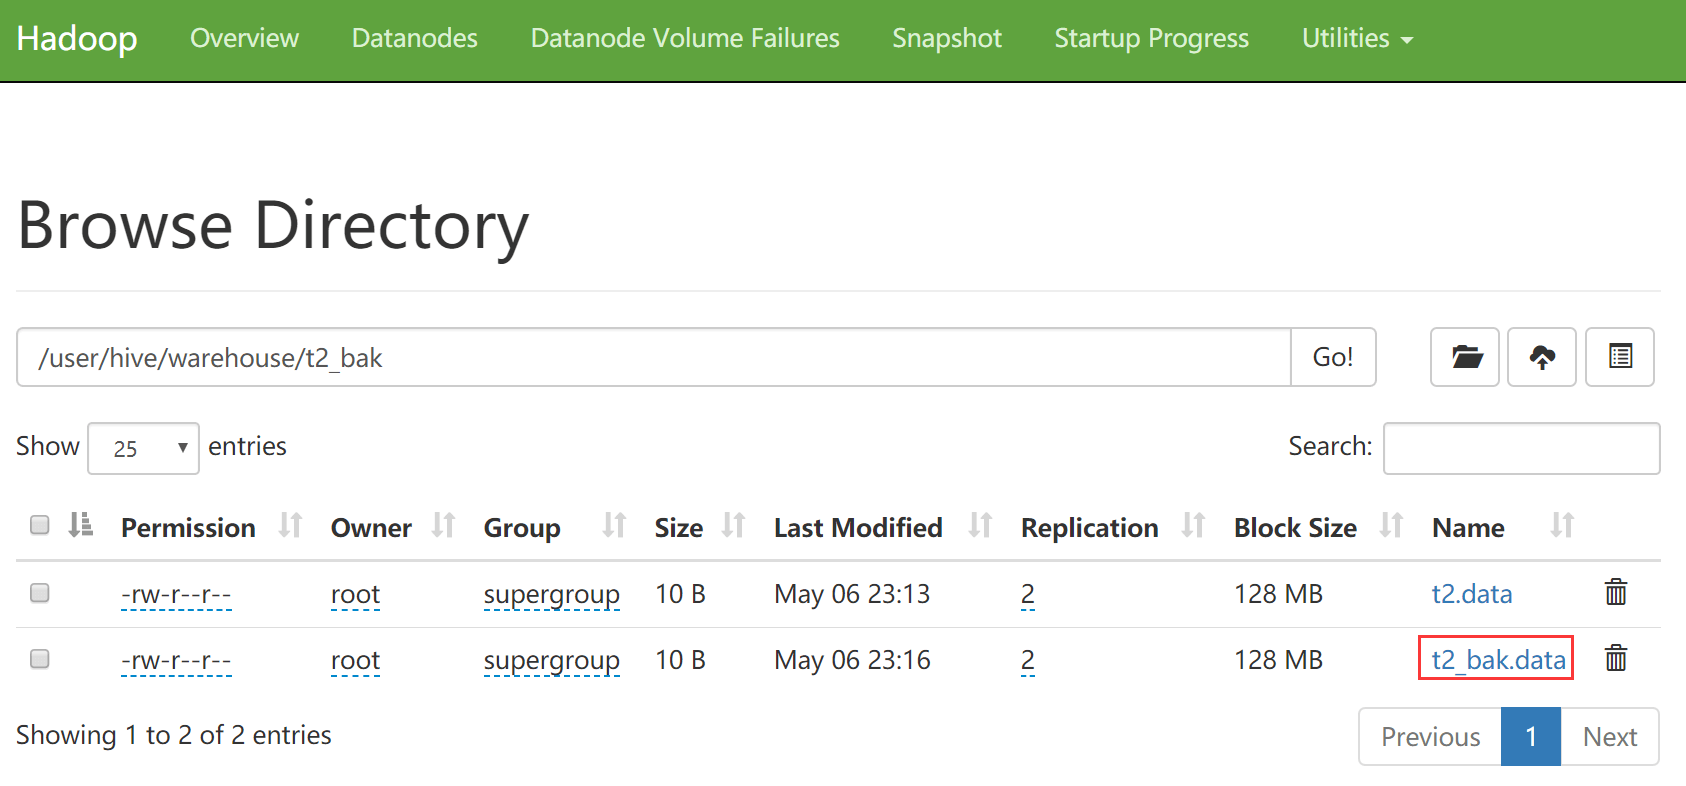 Hadoop Overview Datanodes Datanode Volume Failures Snapshot Startup Progress Utilities
Browse Directory
/user/hive/warehouse/t2_bak Go!
Show 25 entries Search:
Permission Owner Group Size Last Modified Replication Block Size Name
-rw-r--r-- root supergroup 10 B May 06 23:13 2 128 MB t2.data
-rw-r--r-- root supergroup 10 B May 06 23:16 2 128 MB t2_bak.data
Showing 1 to 2 of 2 entries Previous 1 Next